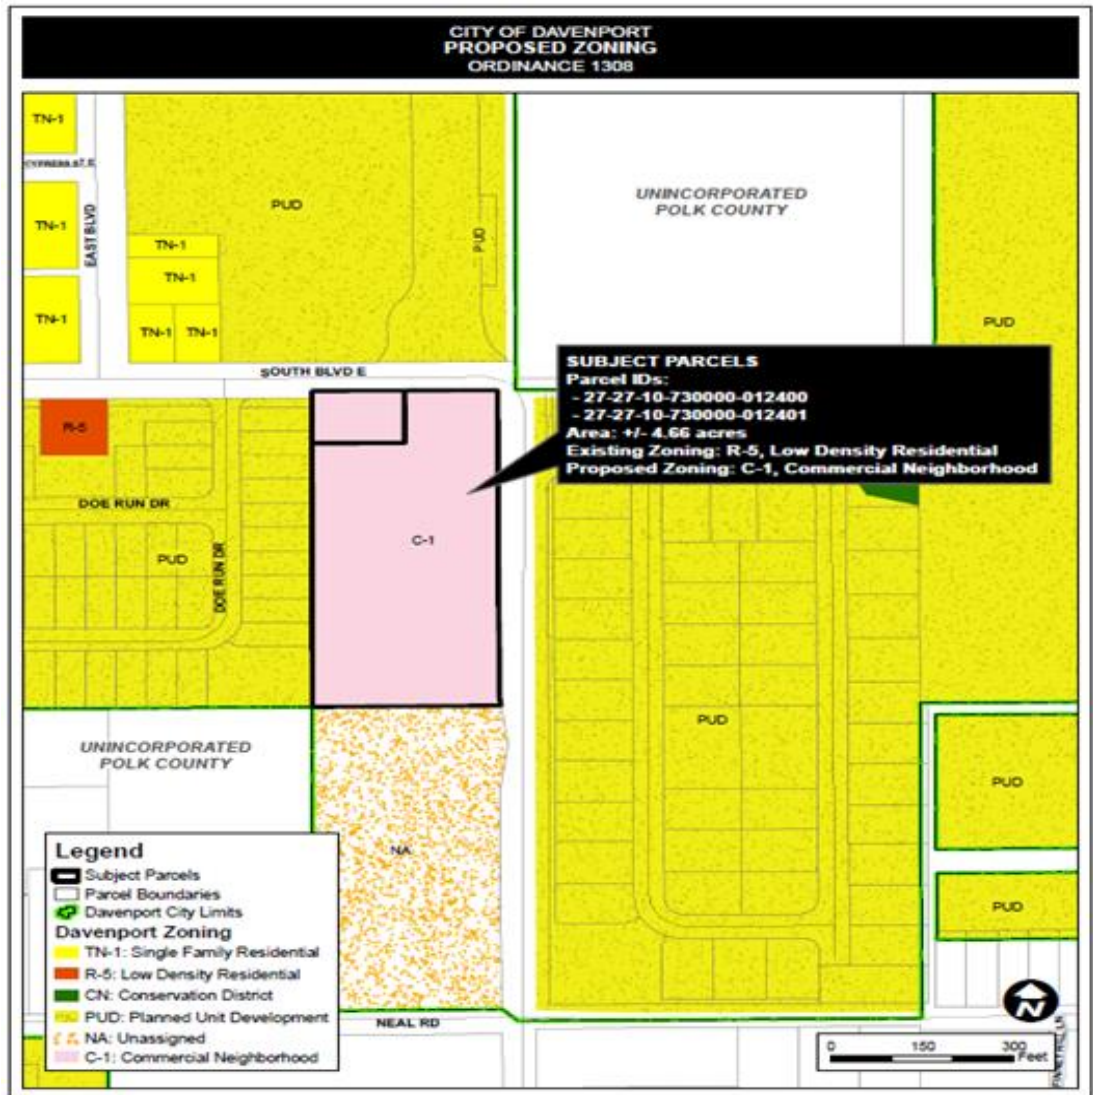 CITY OF DAVENPORT
PROPOSED ZONING
ORDINANCE 1308
TN-1
CYPRESS ST E
TN-1
EAST BLVD
TN-1
PUD
PUD
TN-1
TN-1
TN-1
TN-1
UNINCORPORATED
POLK COUNTY
PUD
SOUTH BLVD E
SUBJECT PARCELS
Parcel IDs:
- 27-27-10-730000-012400
- 27-27-10-730000-012401
Area: +/- 4.66 acres
Existing Zoning: R-5, Low Density Residential
Proposed Zoning: C-1, Commercial Neighborhood
R-5
DOE RUN DR
PUD
DOE RUN DR
C-1
PUD
UNINCORPORATED
POLK COUNTY
NA
PUD
PUD
Legend
Subject Parcels
Parcel Boundaries
Davenport City Limits
Davenport Zoning
TN-1: Single Family Residential
R-5: Low Density Residential
CN: Conservation District
PUD: Planned Unit Development
NA: Unassigned
C-1: Commercial Neighborhood
NEAL RD
N
0 150 300
Feet